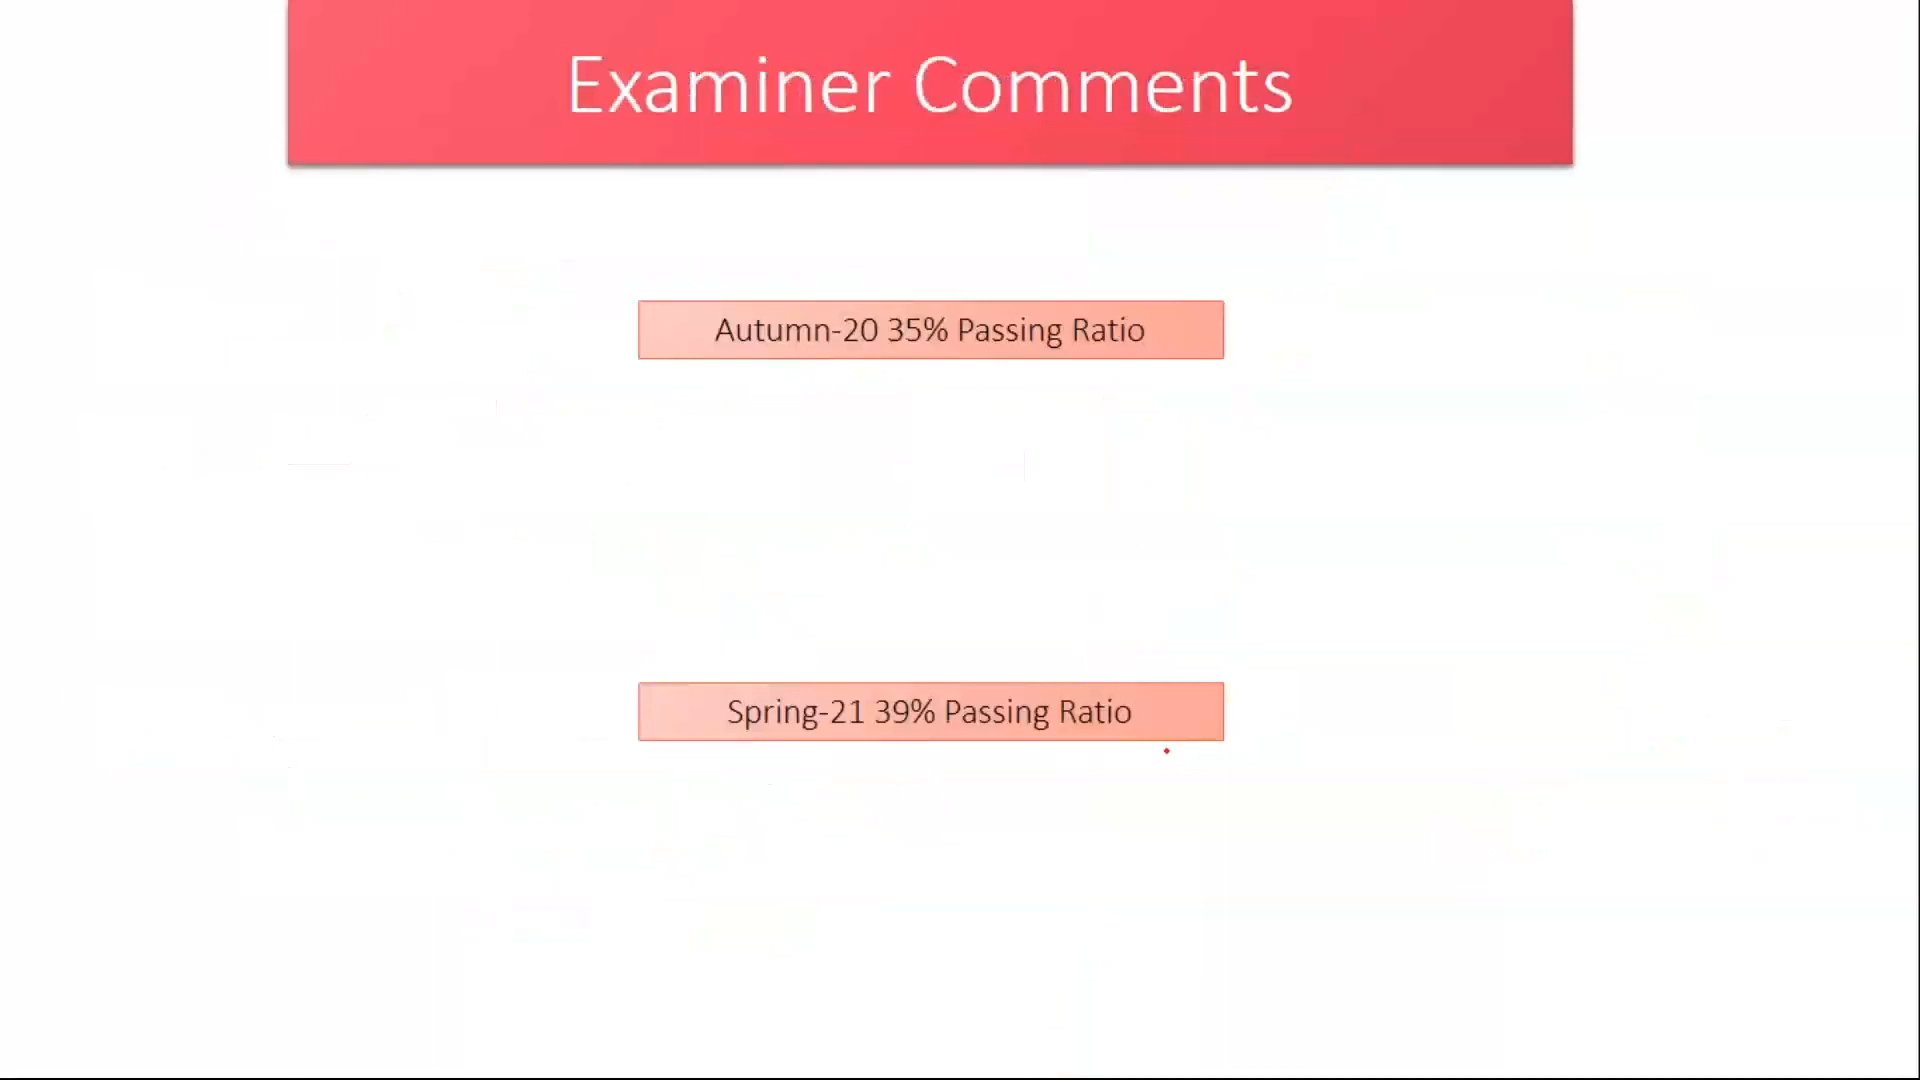 Examiner Comments
Autumn-20 35% Passing Ratio
Spring-21 39% Passing Ratio